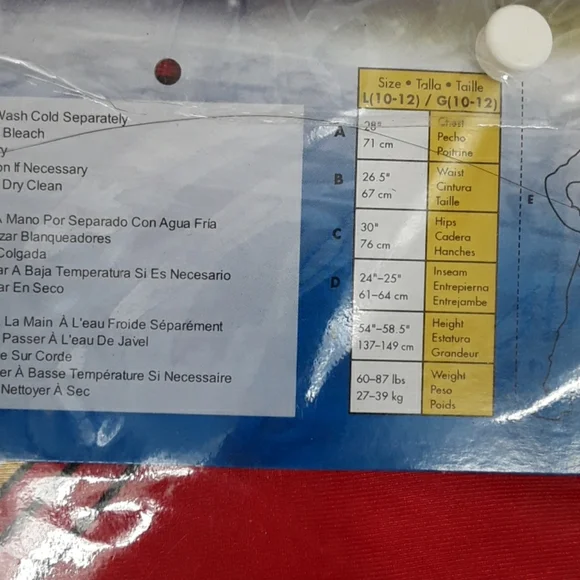 Wash Cold Separately
Bleach
ry
on If Necessary
Dry Clean
A Mano Por Separado Con Agua Fria
zar Blanqueadores
Colgada
ar A Baja Temperatura Si Es Necesario
ar En Seco
La Main À L'eau Froide Séparément
Passer À L'eau De Javel
e Sur Corde
er À Basse Température Si Necessaire
Nettoyer À Sec
Size • Talla • Taille
L(10-12) / G(10-12)
A
28"
71 cm
Chest
Pecho
Poitrine
B
26.5"
67 cm
Waist
Cintura
Taille
C
30"
76 cm
Hips
Cadera
Hanches
D
24"-25"
61-64 cm
Inseam
Entrepierna
Entrejambe
54"-58.5"
137-149 cm
Height
Estatura
Grandeur
60-87 lbs
27-39 kg
Weight
Peso
Poids
E